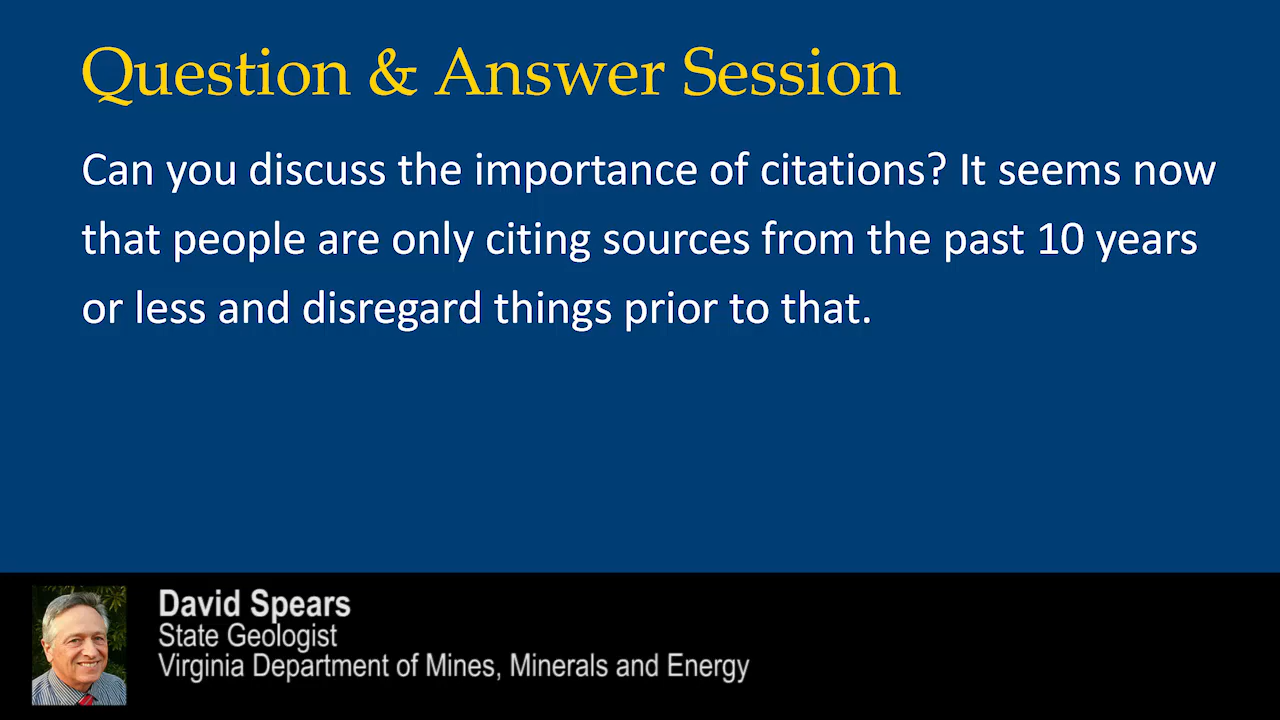 Question & Answer Session
Can you discuss the importance of citations? It seems now
that people are only citing sources from the past 10 years
or less and disregard things prior to that.
David Spears
State Geologist
Virginia Department of Mines, Minerals and Energy